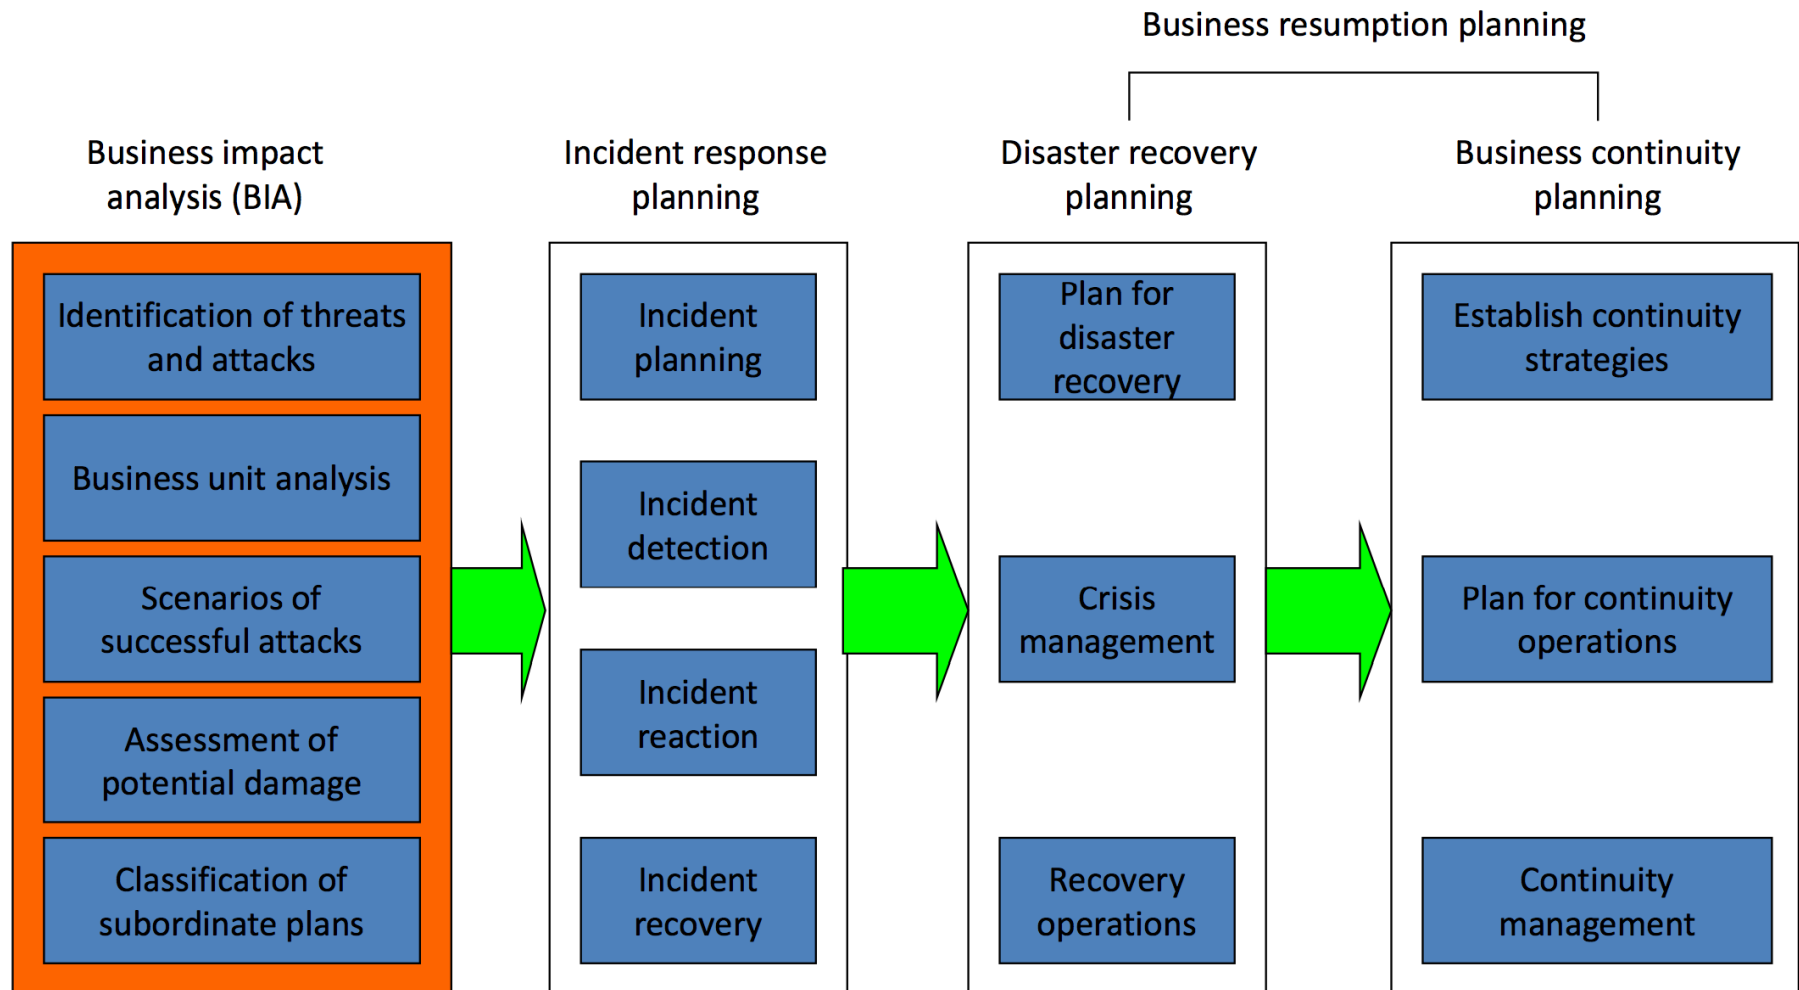 Business resumption planning
Business impact
analysis (BIA)
Incident response
planning
Disaster recovery
planning
Business continuity
planning
Identification of threats
and attacks
Business unit analysis
Scenarios of
successful attacks
Assessment of
potential damage
Classification of
subordinate plans
Incident
planning
Incident
detection
Incident
reaction
Incident
recovery
Plan for
disaster
recovery
Crisis
management
Recovery
operations
Establish continuity
strategies
Plan for continuity
operations
Continuity
management